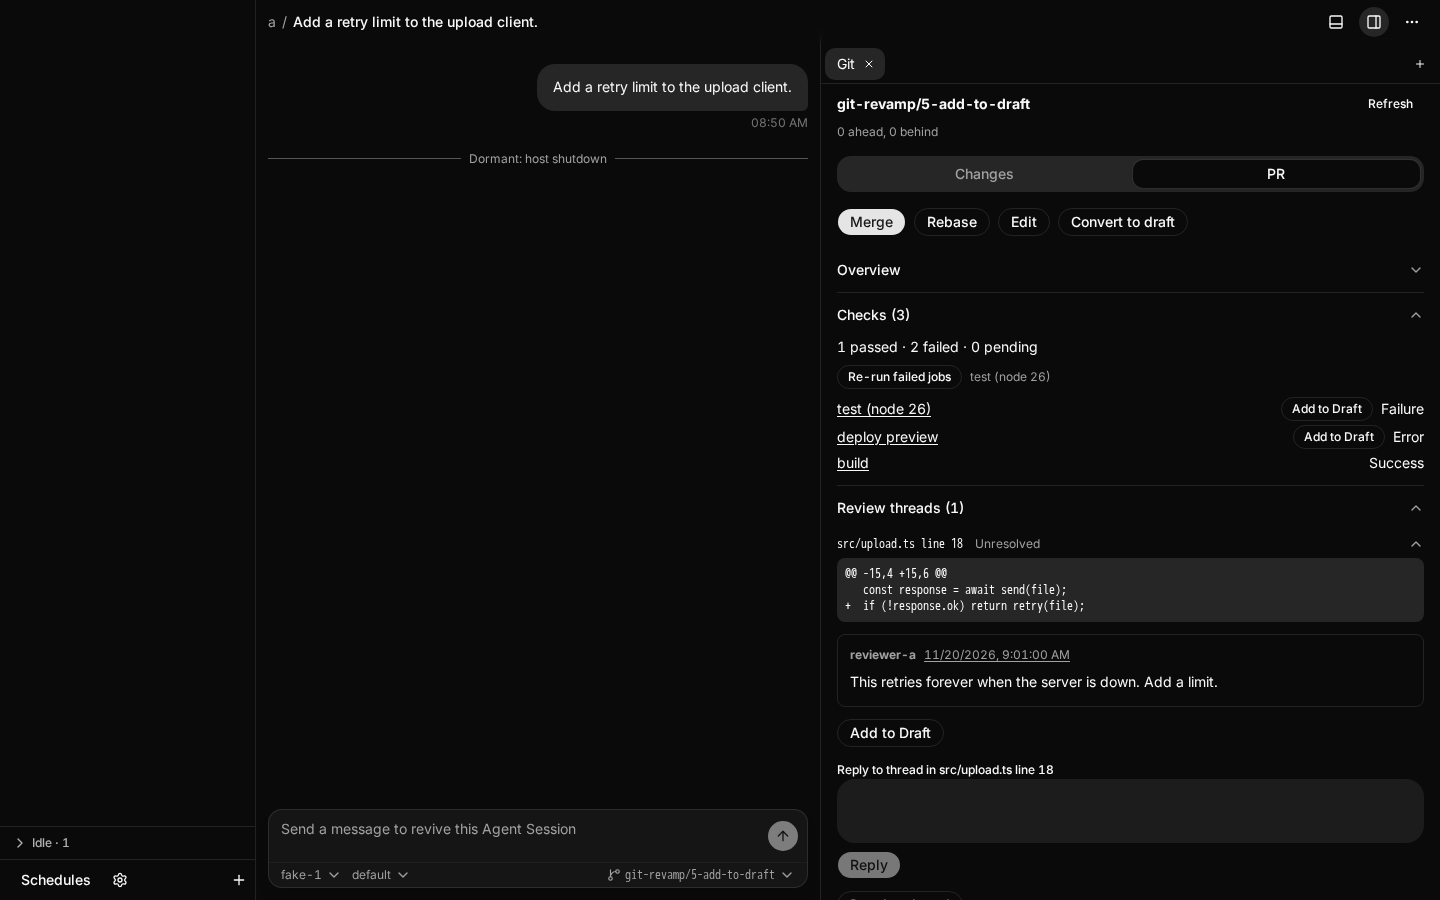 a / Add a retry limit to the upload client.
Git
git-revamp/5-add-to-draft
Refresh
0 ahead, 0 behind
Changes
PR
Merge
Rebase
Edit
Convert to draft
Overview
Checks (3)
1 passed · 2 failed · 0 pending
Re-run failed jobs
test (node 26)
test (node 26)
Add to Draft
Failure
deploy preview
Add to Draft
Error
build
Success
Review threads (1)
src/upload.ts line 18
Unresolved
@@ -15,4 +15,6 @@
const response = await send(file);
+ if (!response.ok) return retry(file);
reviewer-a
11/20/2026, 9:01:00 AM
This retries forever when the server is down. Add a limit.
Add to Draft
Reply to thread in src/upload.ts line 18
Reply
Add a retry limit to the upload client.
08:50 AM
Dormant: host shutdown
Send a message to revive this Agent Session
fake-1
default
git-revamp/5-add-to-draft
Idle · 1
Schedules